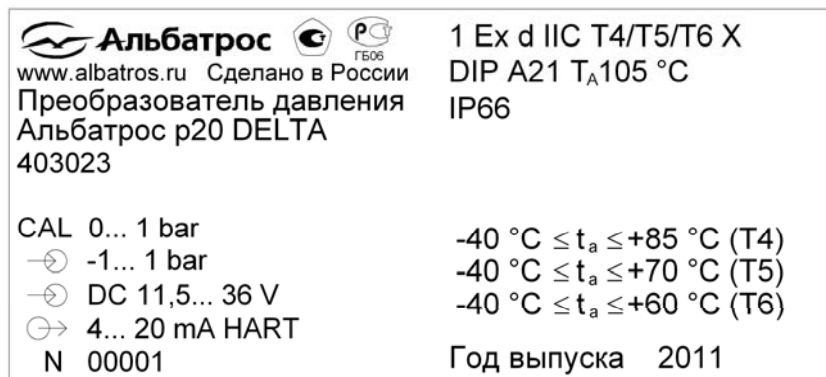 Альбатрос
ГБ06
www.albatros.ru Сделано в России
Преобразователь давления
Альбатрос p20 DELTA
403023
CAL 0... 1 bar
-1... 1 bar
DC 11,5... 36 V
4... 20 mA HART
N 00001
1 Ex d IIC T4/T5/T6 X
DIP A21 TA105 °C
IP66
-40 °C ≤ ta ≤+85 °C (T4)
-40 °C ≤ ta ≤+70 °C (T5)
-40 °C ≤ ta ≤+60 °C (T6)
Год выпуска 2011